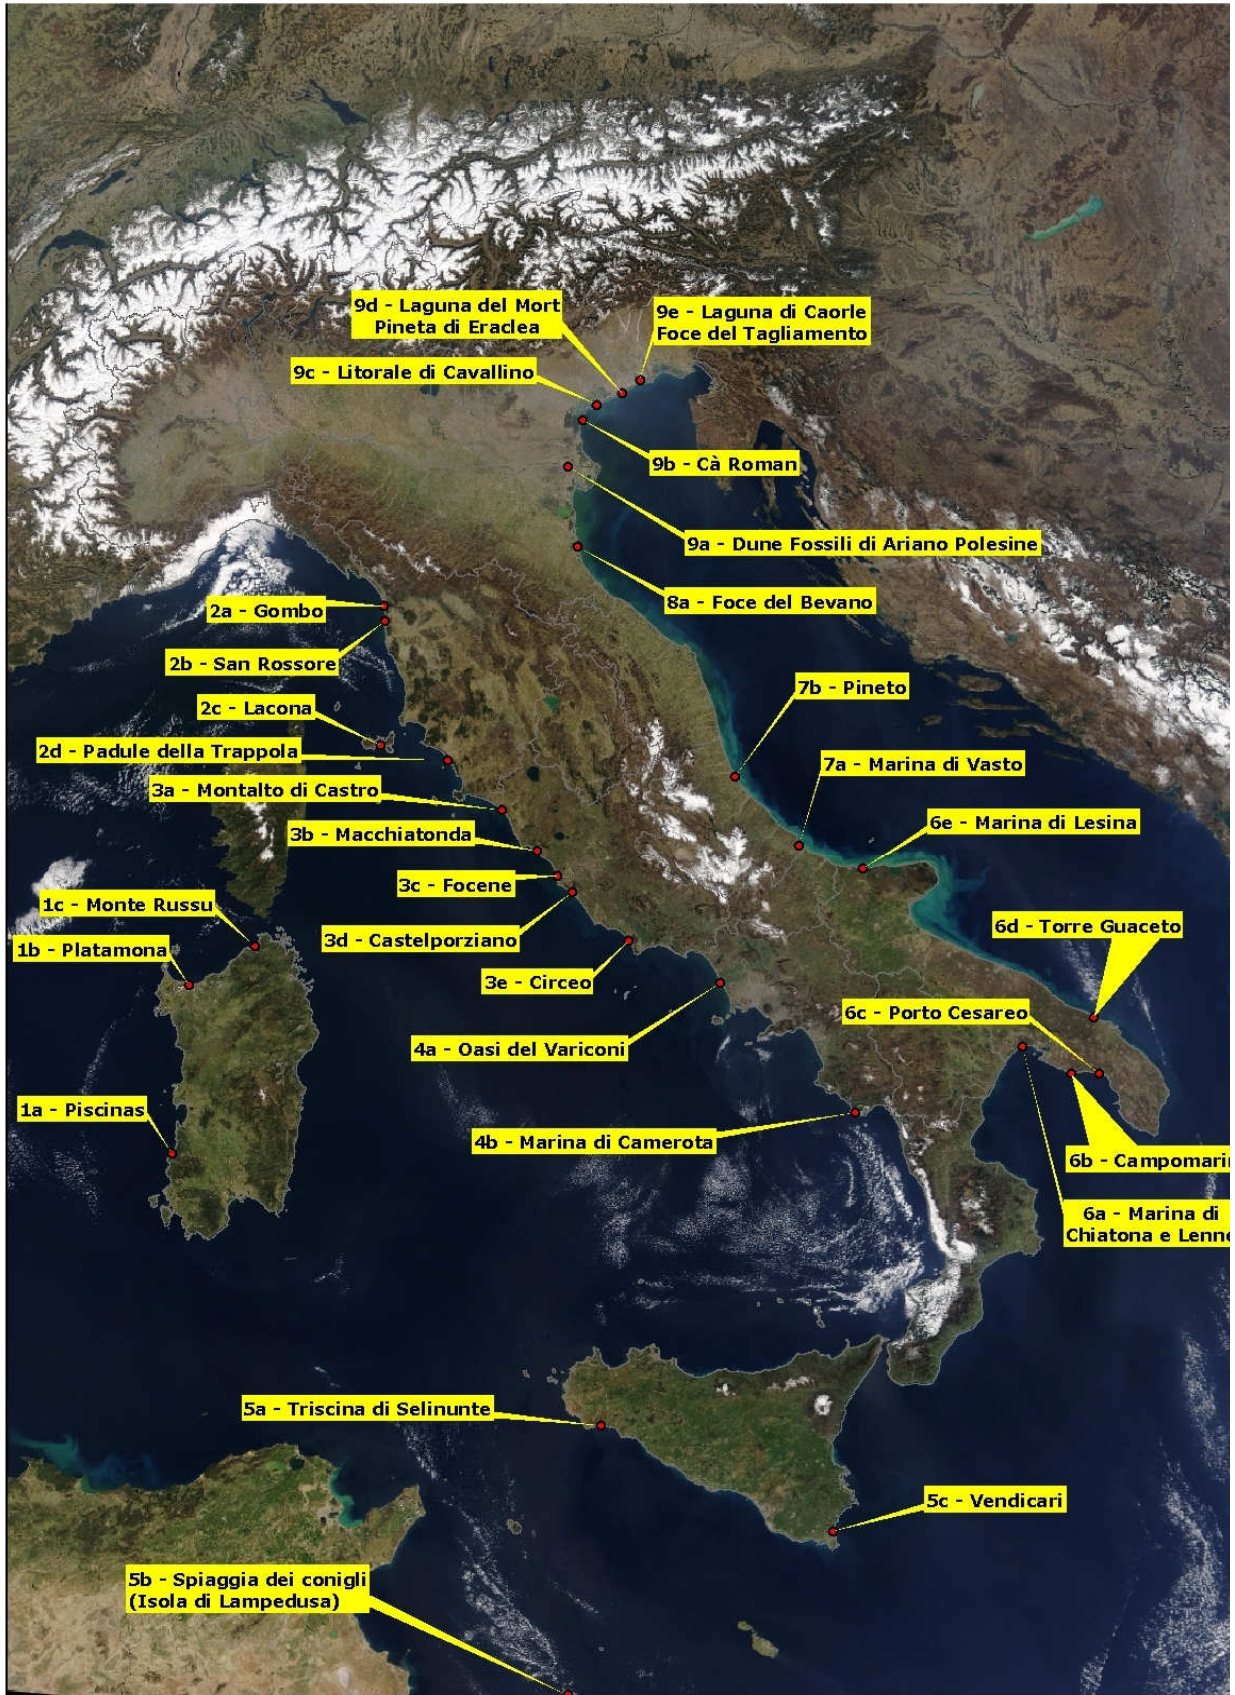 9d - Laguna del Mort
Pineta di Eraclea
9e - Laguna di Caorle
Foce del Tagliamento
9c - Litorale di Cavallino
9b - Cà Roman
9a - Dune Fossili di Ariano Polesine
8a - Foce del Bevano
2a - Gombo
2b - San Rossore
7b - Pineto
2c - Lacona
2d - Padule della Trappola
7a - Marina di Vasto
3a - Montalto di Castro
6e - Marina di Lesina
3b - Macchiatonda
3c - Focene
1c - Monte Russu
6d - Torre Guaceto
3d - Castelporziano
1b - Platamona
3e - Circeo
6c - Porto Cesareo
4a - Oasi del Variconi
1a - Piscinas
4b - Marina di Camerota
6b - Campomari
6a - Marina di
Chiatona e Lenne
5a - Triscina di Selinunte
5c - Vendicari
5b - Spiaggia dei conigli
(Isola di Lampedusa)